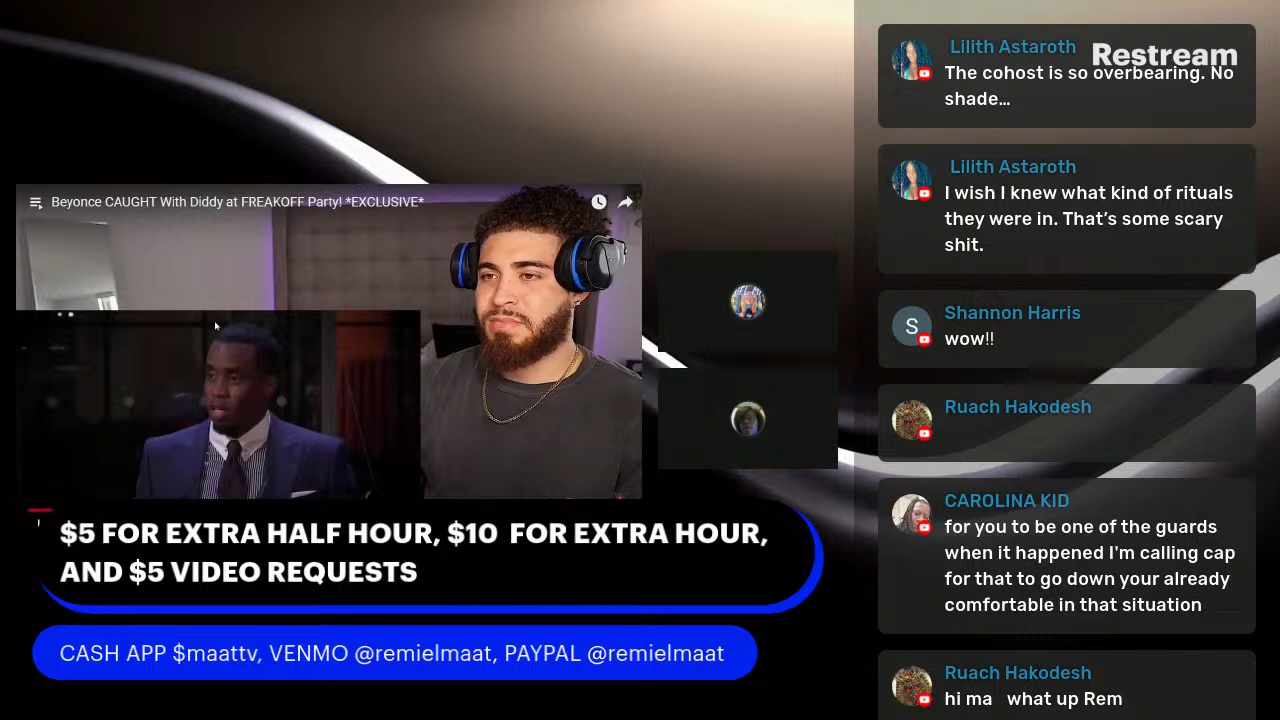 Beyonce CAUGHT With Diddy at FREAKOFF Party! *EXCLUSIVE*
$5 FOR EXTRA HALF HOUR, $10 FOR EXTRA HOUR,
AND $5 VIDEO REQUESTS
CASH APP $maattv, VENMO @remielmaat, PAYPAL @remielmaat
Restream
Lilith Astaroth
The cohost is so overbearing. No
shade…
Lilith Astaroth
I wish I knew what kind of rituals
they were in. That’s some scary
shit.
S
Shannon Harris
wow!!
Ruach Hakodesh
CAROLINA KID
for you to be one of the guards
when it happened I'm calling cap
for that to go down your already
comfortable in that situation
Ruach Hakodesh
hi ma what up Rem